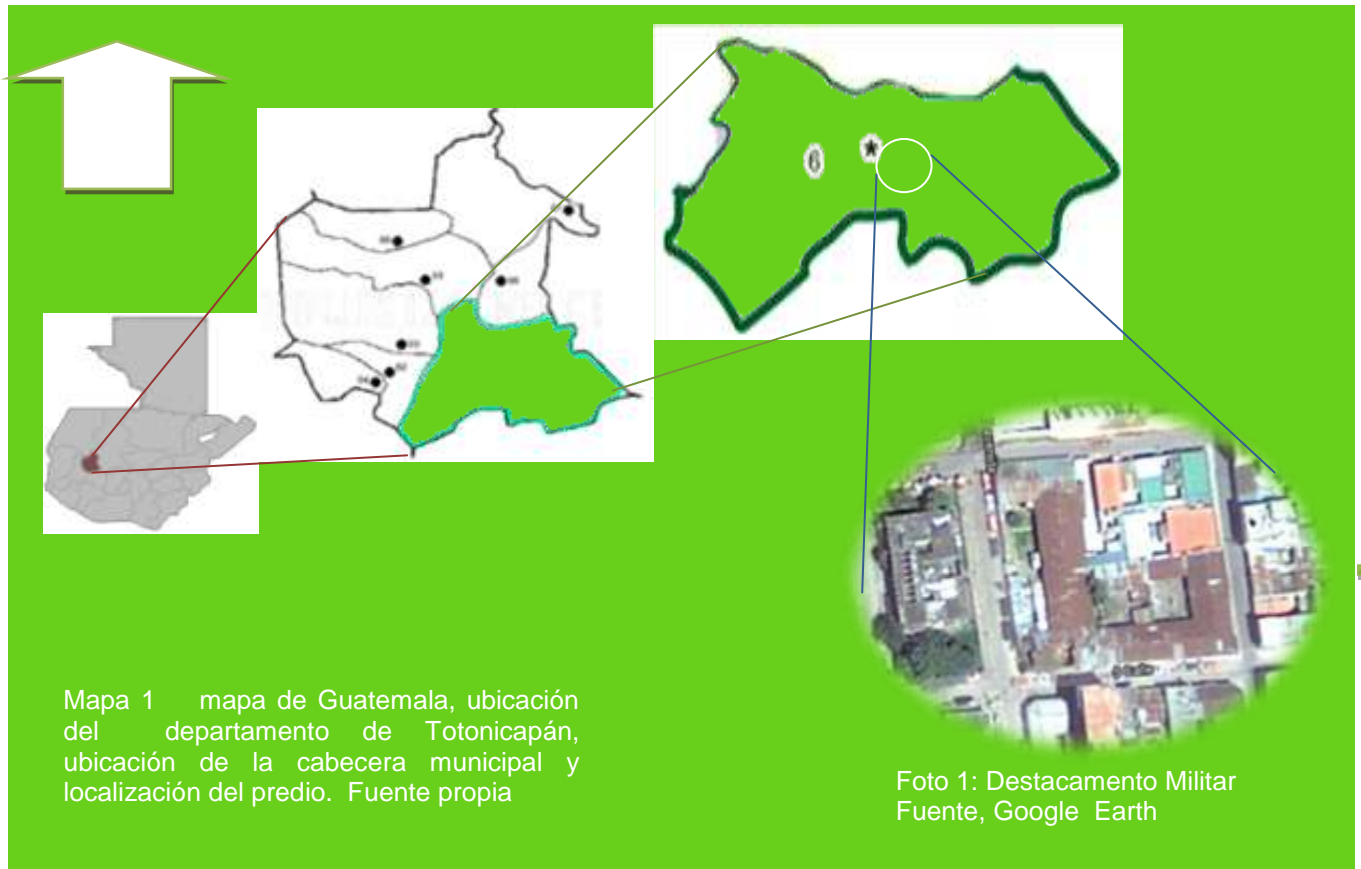 6
Mapa 1 mapa de Guatemala, ubicación
del departamento de Totonicapán,
ubicación de la cabecera municipal y
localización del predio. Fuente propia
Foto 1: Destacamento Militar
Fuente, Google Earth